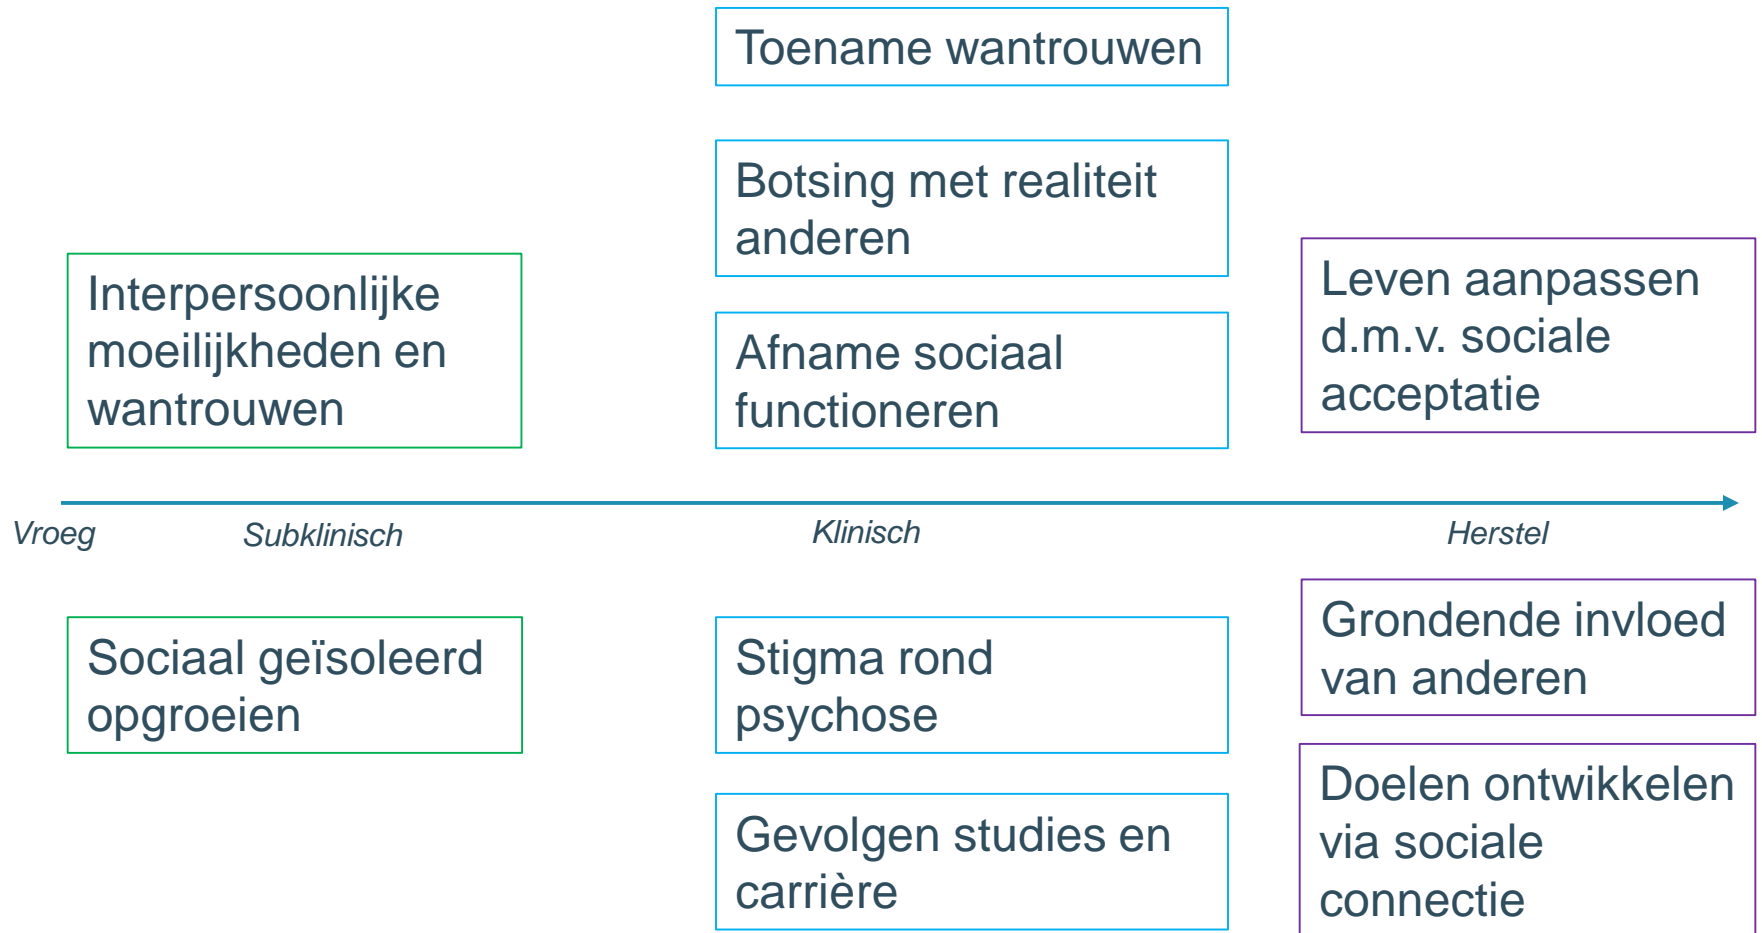 Toename wantrouwen
Botsing met realiteit
anderen
Interpersoonlijke
moeilijkheden en
wantrouwen
Afname sociaal
functioneren
Leven aanpassen
d.m.v. sociale
acceptatie
Vroeg
Subklinisch
Klinisch
Herstel
Sociaal geïsoleerd
opgroeien
Stigma rond
psychose
Gevolgen studies en
carrière
Grondende invloed
van anderen
Doelen ontwikkelen
via sociale
connectie